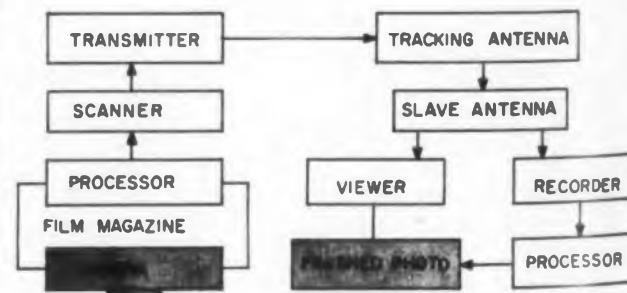 TRANSMITTER
TRACKING ANTENNA
SCANNER
SLAVE ANTENNA
PROCESSOR
VIEWER
RECORDER
FILM MAGAZINE
FINISHED PHOTO
PROCESSOR